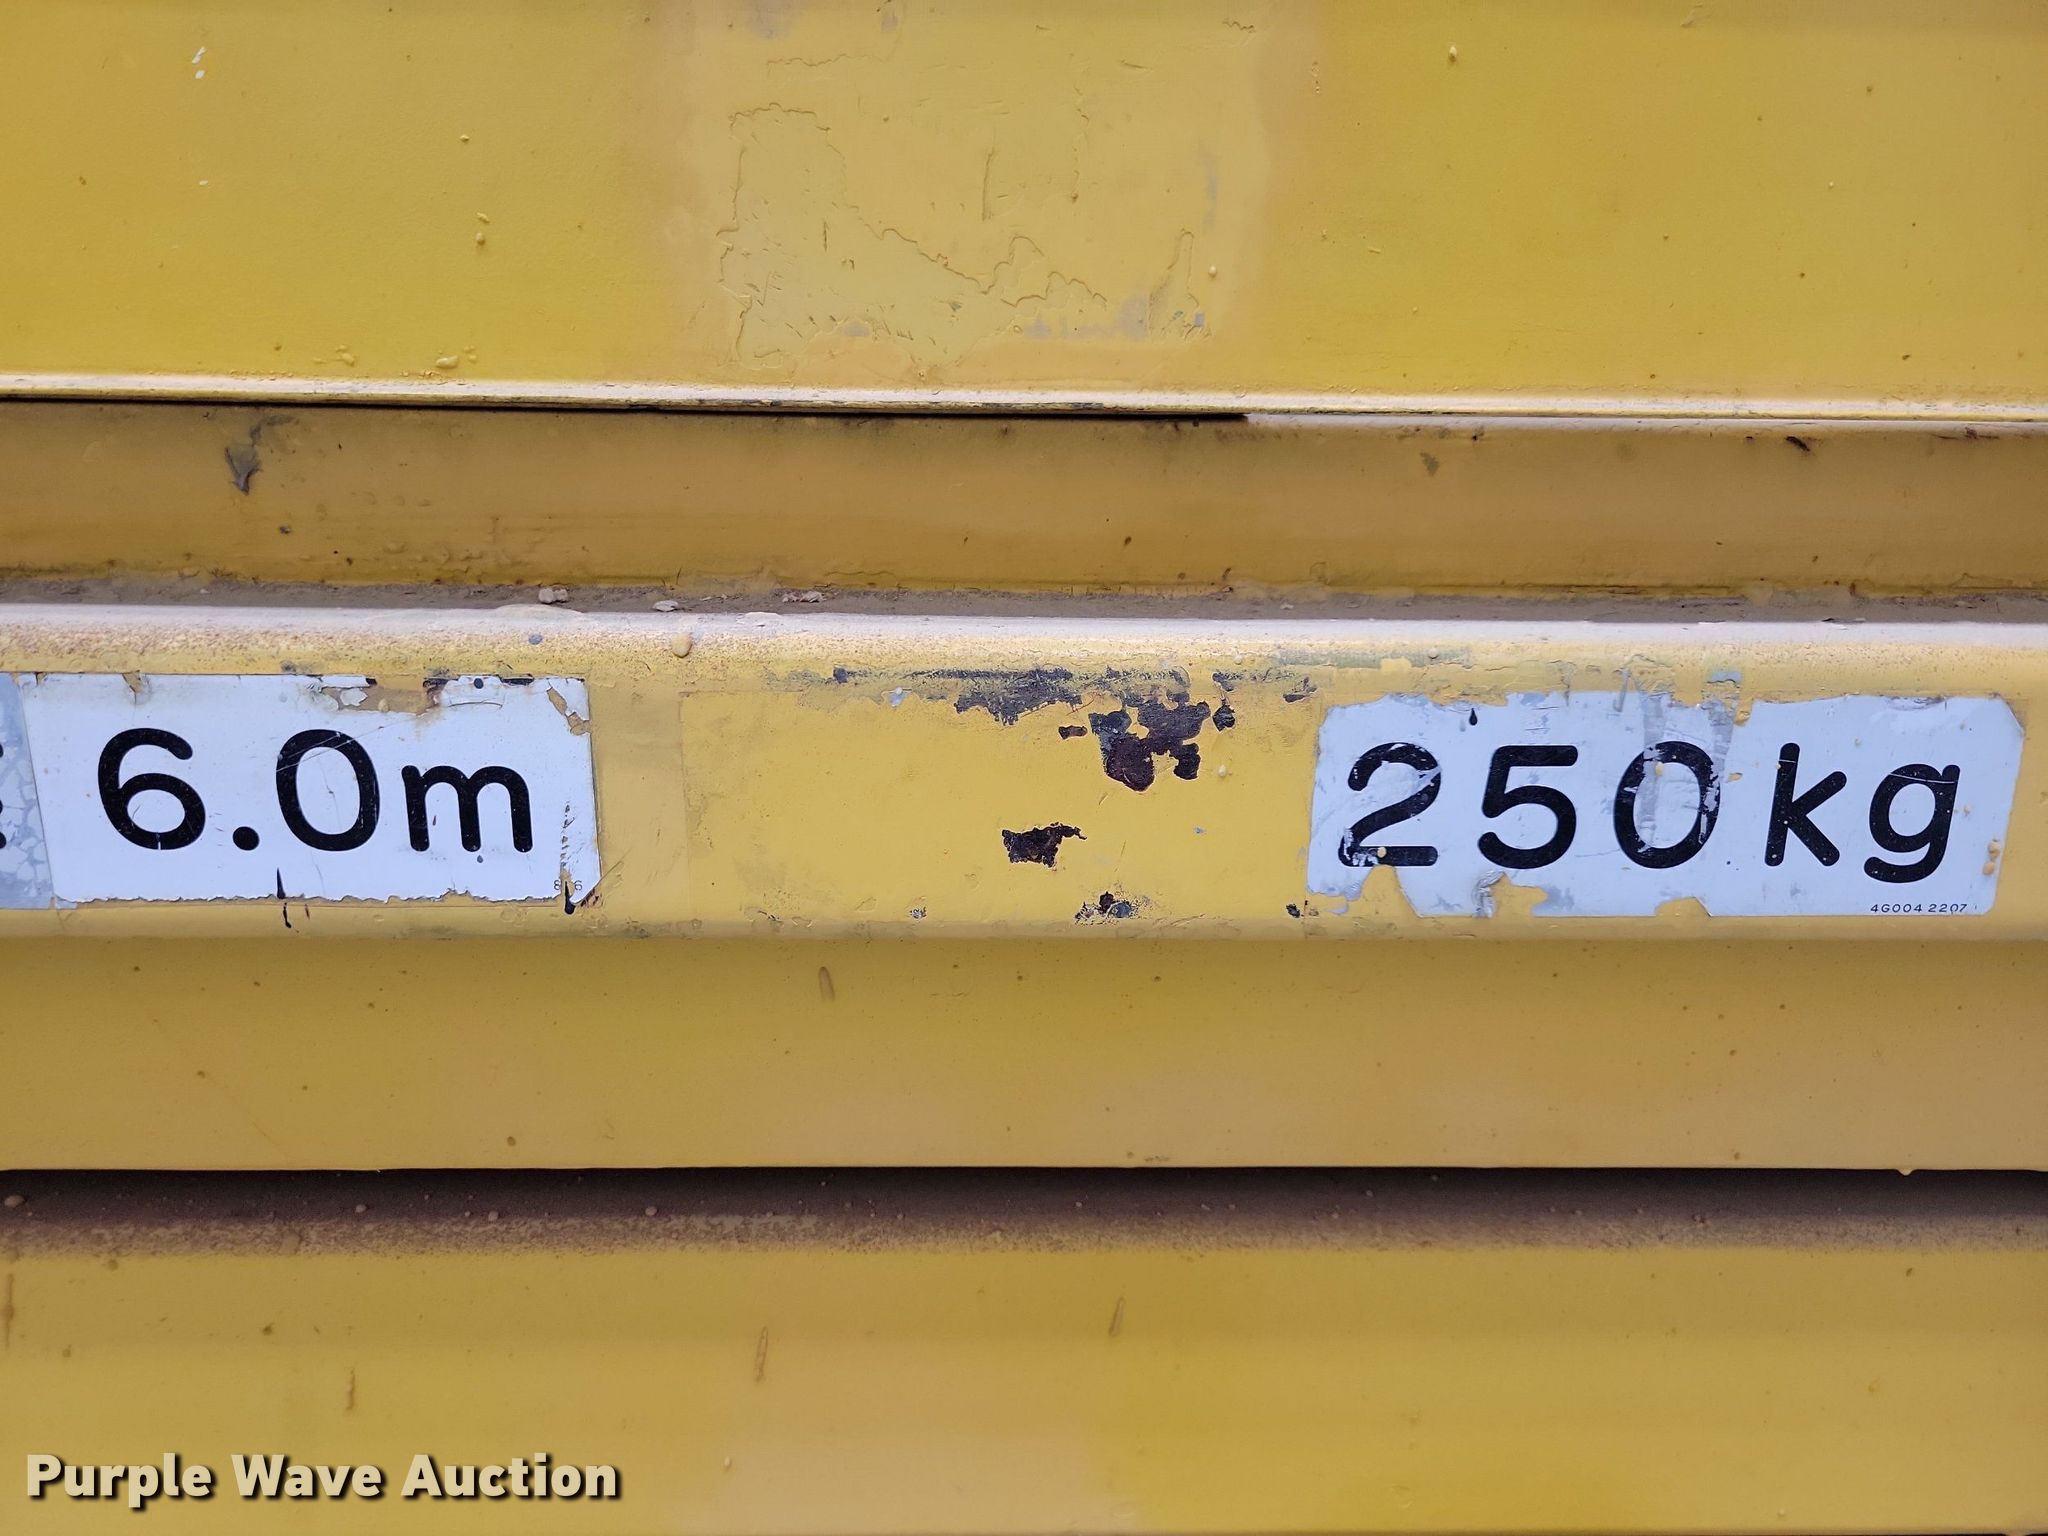 6.0m
250kg
4G004 2207
Purple Wave Auction